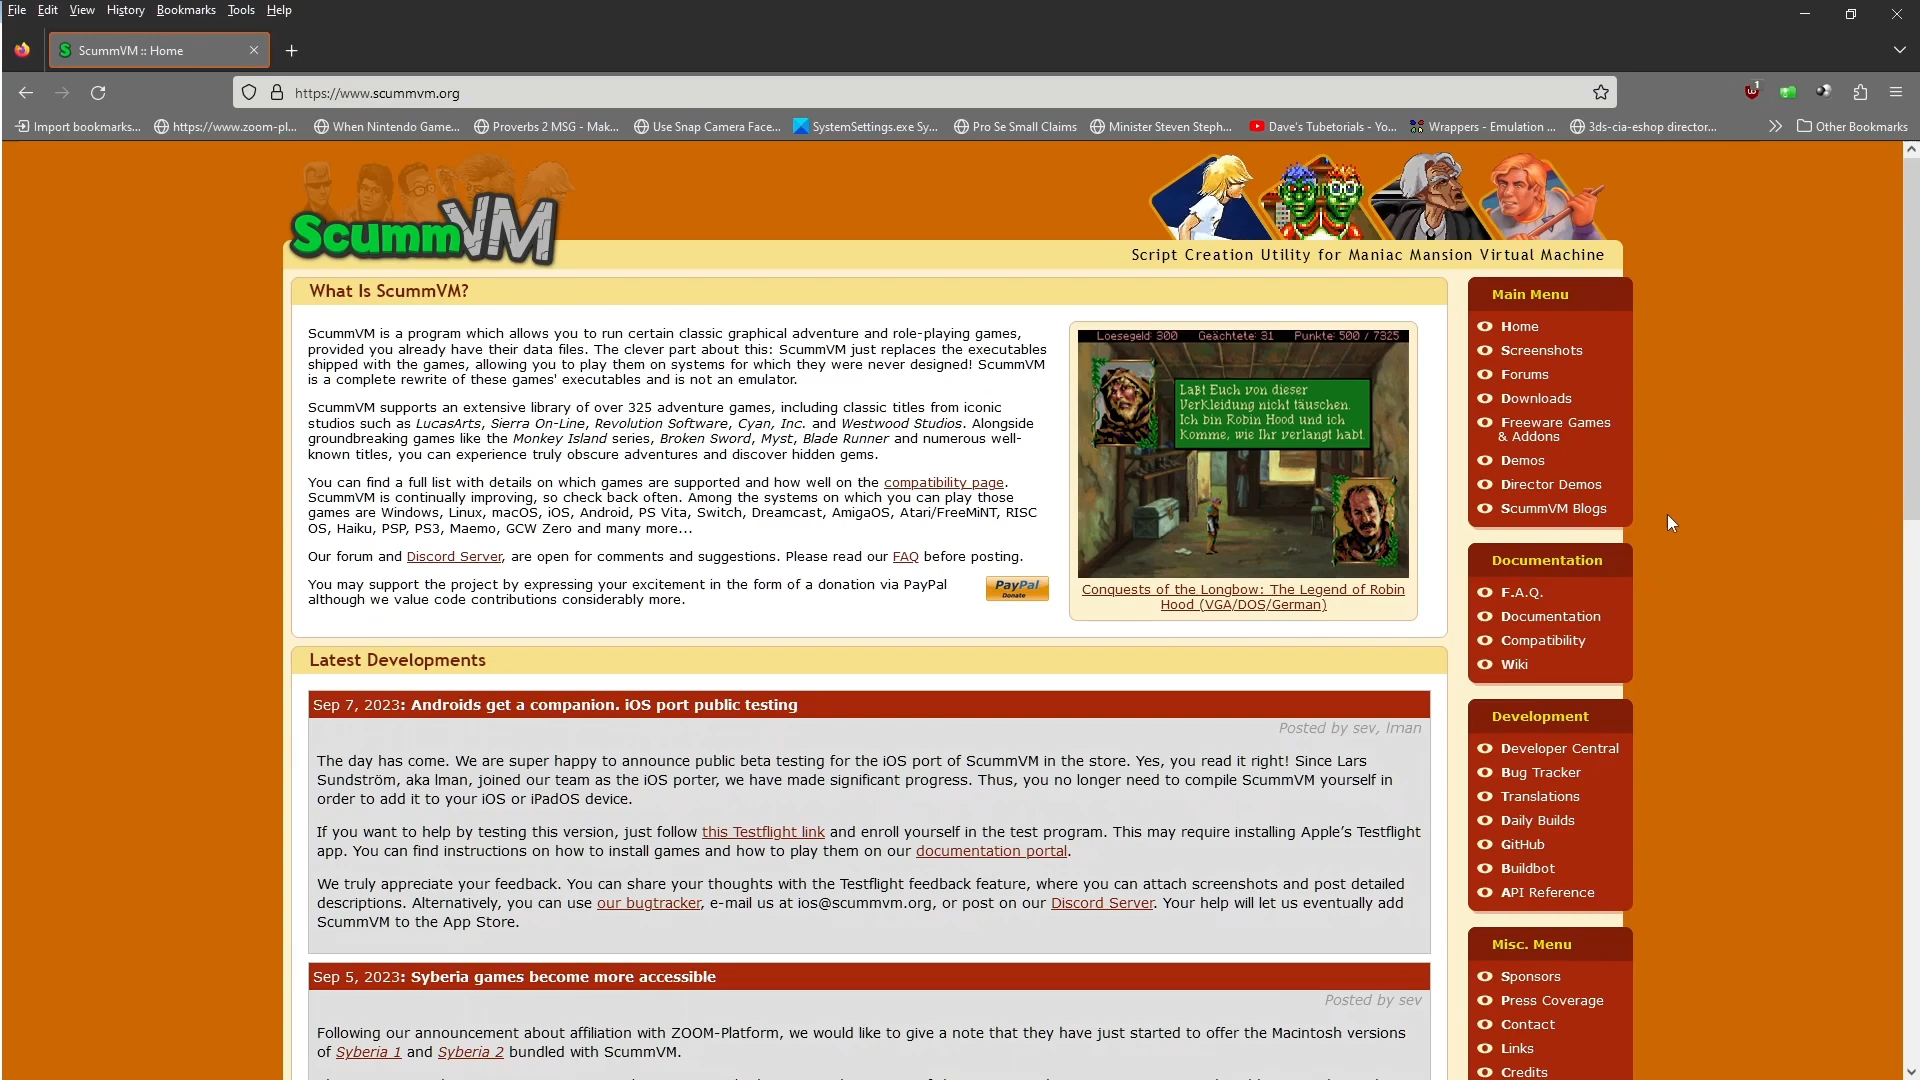 File Edit View History Bookmarks Tools Help
ScummVM :: Home
https://www.scummvm.org
1
Import bookmarks... https://www.zoom-pl... When Nintendo Game... Proverbs 2 MSG - Mak... Use Snap Camera Face... SystemSettings.exe Sy... Pro Se Small Claims Minister Steven Steph... Dave's Tubetorials - Yo... Wrappers - Emulation ... 3ds-cia-eshop director... Other Bookmarks
ScummVM
Script Creation Utility for Maniac Mansion Virtual Machine
What Is ScummVM?
ScummVM is a program which allows you to run certain classic graphical adventure and role-playing games,
provided you already have their data files. The clever part about this: ScummVM just replaces the executables
shipped with the games, allowing you to play them on systems for which they were never designed! ScummVM
is a complete rewrite of these games' executables and is not an emulator.
ScummVM supports an extensive library of over 325 adventure games, including classic titles from iconic
studios such as LucasArts, Sierra On-Line, Revolution Software, Cyan, Inc. and Westwood Studios. Alongside
groundbreaking games like the Monkey Island series, Broken Sword, Myst, Blade Runner and numerous well-
known titles, you can experience truly obscure adventures and discover hidden gems.
You can find a full list with details on which games are supported and how well on the compatibility page.
ScummVM is continually improving, so check back often. Among the systems on which you can play those
games are Windows, Linux, macOS, iOS, Android, PS Vita, Switch, Dreamcast, AmigaOS, Atari/FreeMiNT, RISC
OS, Haiku, PSP, PS3, Maemo, GCW Zero and many more...
Our forum and Discord Server, are open for comments and suggestions. Please read our FAQ before posting.
You may support the project by expressing your excitement in the form of a donation via PayPal
although we value code contributions considerably more.
PayPal
Donate
Loesegeld: 300 Geächtete: 31 Punkte: 500 / 7325
Laßt Euch von dieser
Verkleidung nicht täuschen.
Ich bin Robin Hood und ich
komme, wie Ihr verlangt habt.
Conquests of the Longbow: The Legend of Robin
Hood (VGA/DOS/German)
Latest Developments
Sep 7, 2023: Androids get a companion. iOS port public testing
Posted by sev, lman
The day has come. We are super happy to announce public beta testing for the iOS port of ScummVM in the store. Yes, you read it right! Since Lars
Sundström, aka lman, joined our team as the iOS porter, we have made significant progress. Thus, you no longer need to compile ScummVM yourself in
order to add it to your iOS or iPadOS device.
If you want to help by testing this version, just follow this Testflight link and enroll yourself in the test program. This may require installing Apple's Testflight
app. You can find instructions on how to install games and how to play them on our documentation portal.
We truly appreciate your feedback. You can share your thoughts with the Testflight feedback feature, where you can attach screenshots and post detailed
descriptions. Alternatively, you can use our bugtracker, e-mail us at ios@scummvm.org, or post on our Discord Server. Your help will let us eventually add
ScummVM to the App Store.
Sep 5, 2023: Syberia games become more accessible
Posted by sev
Following our announcement about affiliation with ZOOM-Platform, we would like to give a note that they have just started to offer the Macintosh versions
of Syberia 1 and Syberia 2 bundled with ScummVM.
Main Menu
Home
Screenshots
Forums
Downloads
Freeware Games
& Addons
Demos
Director Demos
ScummVM Blogs
Documentation
F.A.Q.
Documentation
Compatibility
Wiki
Development
Developer Central
Bug Tracker
Translations
Daily Builds
GitHub
Buildbot
API Reference
Misc. Menu
Sponsors
Press Coverage
Contact
Links
Credits